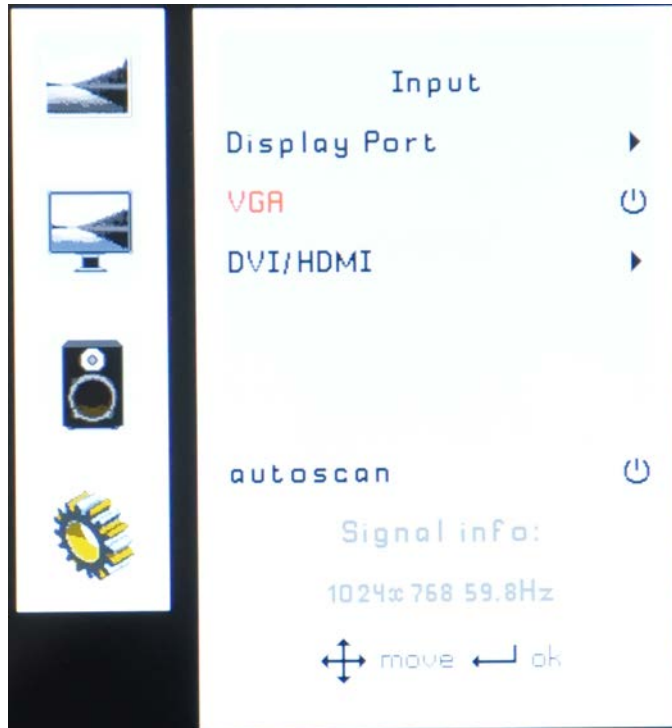 Input
Display Port
VGA
DVI/HDMI
autoscan
Signal info:
1024x768 59.8Hz
move ok